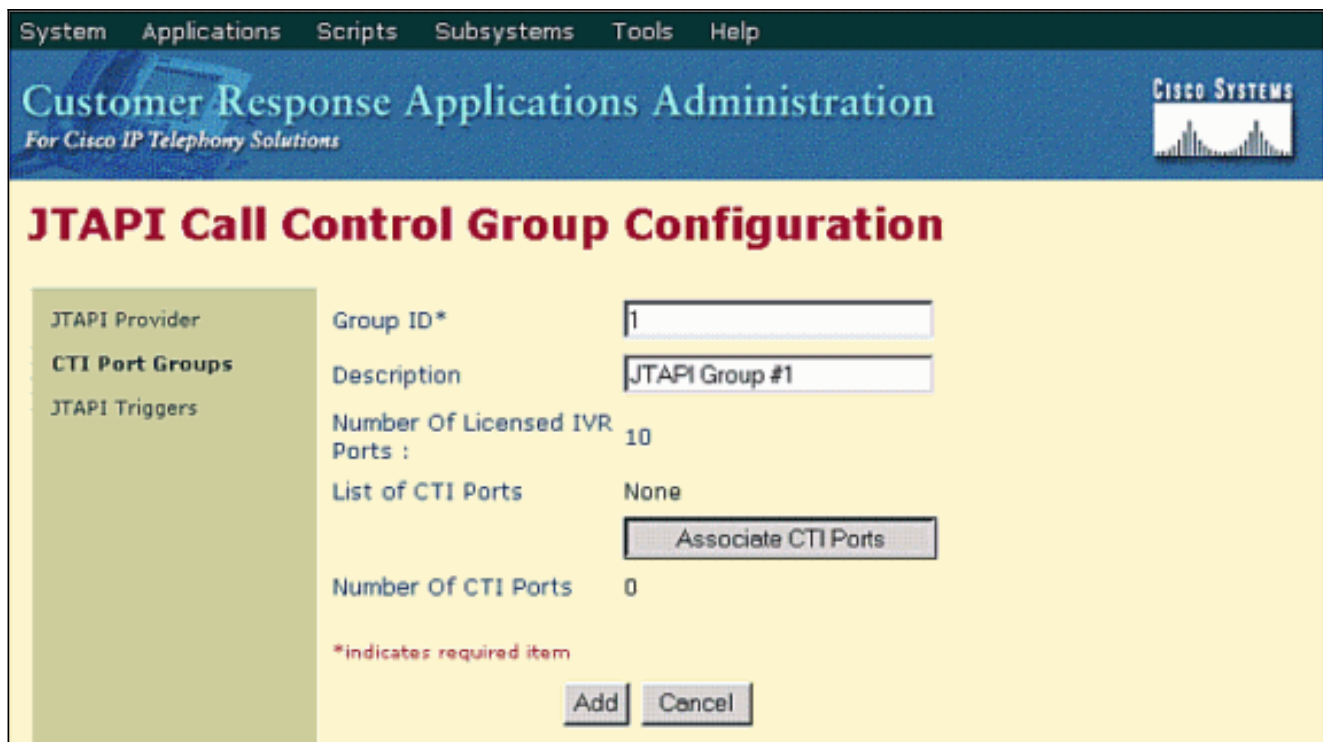 System Applications Scripts Subsystems Tools Help
Customer Response Applications Administration
For Cisco IP Telephony Solutions
CISCO SYSTEMS
JTAPI Call Control Group Configuration
JTAPI Provider
CTI Port Groups
JTAPI Triggers
Group ID* 1
Description JTAPI Group #1
Number Of Licensed IVR
Ports : 10
List of CTI Ports None
Associate CTI Ports
Number Of CTI Ports 0
*indicates required item
Add Cancel